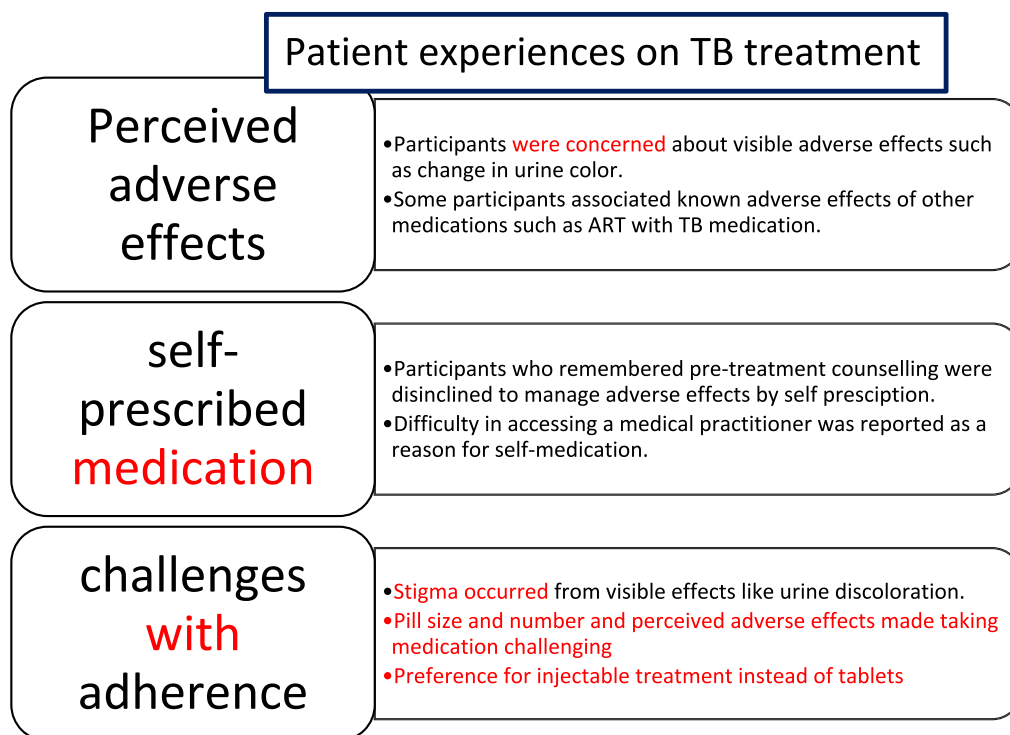 Patient experiences on TB treatment
Perceived
adverse
effects
•Participants were concerned about visible adverse effects such
as change in urine color.
•Some participants associated known adverse effects of other
medications such as ART with TB medication.
self-
prescribed
medication
•Participants who remembered pre-treatment counselling were
disinclined to manage adverse effects by self presciption.
•Difficulty in accessing a medical practitioner was reported as a
reason for self-medication.
challenges
with
adherence
•Stigma occurred from visible effects like urine discoloration.
•Pill size and number and perceived adverse effects made taking
medication challenging
•Preference for injectable treatment instead of tablets